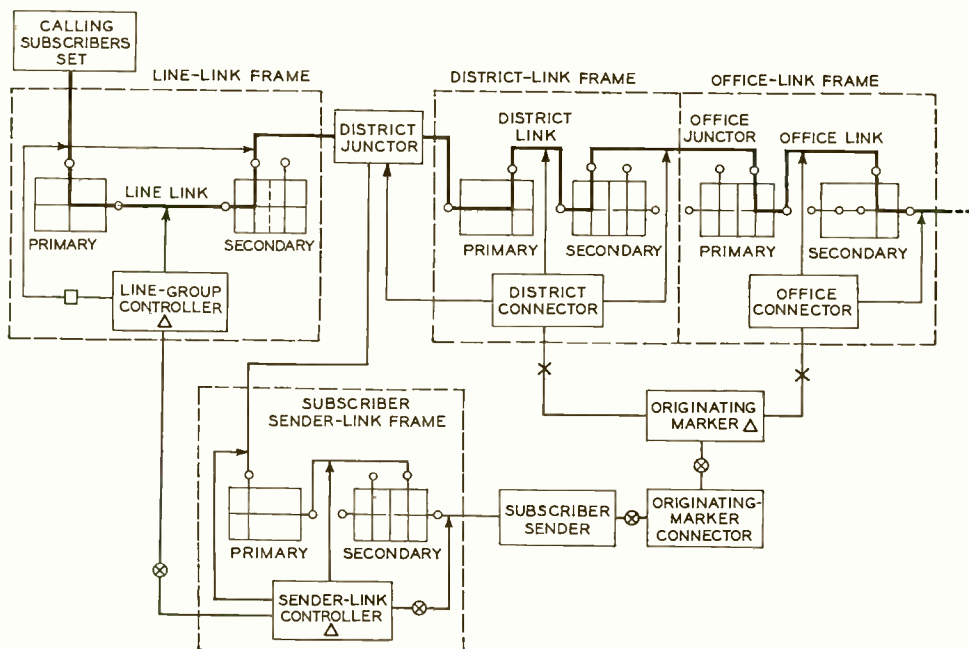 CALLING
SUBSCRIBERS
SET
LINE-LINK FRAME
DISTRICT-LINK FRAME
OFFICE-LINK FRAME
DISTRICT
JUNCTOR
DISTRICT
LINK
OFFICE
JUNCTOR
OFFICE LINK
LINE LINK
PRIMARY
SECONDARY
PRIMARY
SECONDARY
PRIMARY
SECONDARY
LINE-GROUP
CONTROLLER
DISTRICT
CONNECTOR
OFFICE
CONNECTOR
SUBSCRIBER
SENDER-LINK FRAME
ORIGINATING
MARKER
PRIMARY
SECONDARY
SUBSCRIBER
SENDER
ORIGINATING-
MARKER
CONNECTOR
SENDER-LINK
CONTROLLER